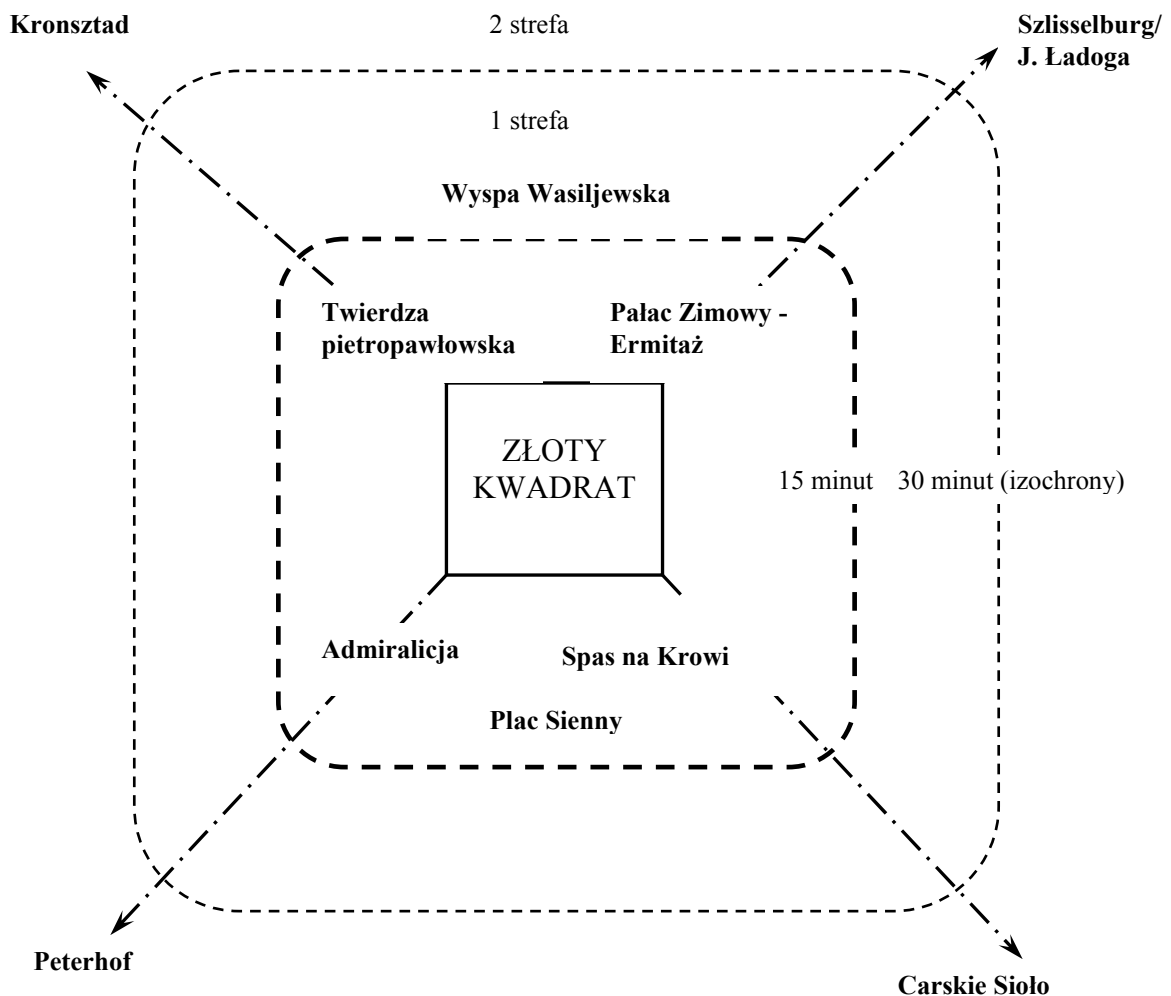 Kronsztad
2 strefa
Szlisselburg/
J. Ładoga
1 strefa
Wyspa Wasiljewska
Twierdza
pietropawłowska
Pałac Zimowy -
Ermitaż
ZŁOTY
KWADRAT
15 minut
30 minut (izochrony)
Admiralicja
Spas na Krowi
Plac Sienny
Peterhof
Carskie Sioło